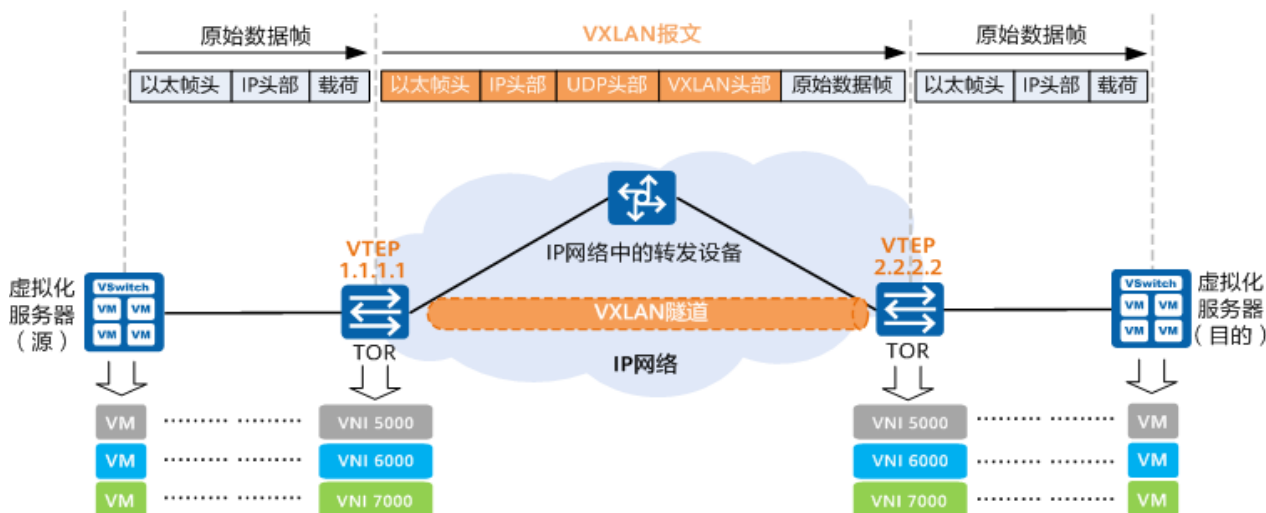 原始数据帧
VXLAN报文
原始数据帧
以太帧头 IP头部 载荷
以太帧头 IP头部 UDP头部 VXLAN头部 原始数据帧
以太帧头 IP头部 载荷
IP网络中的转发设备
VTEP
1.1.1.1
VTEP
2.2.2.2
虚拟化
服务器
（源）
VSwitch
VM VM
VM VM
VXLAN隧道
VSwitch
VM VM
VM VM
虚拟化
服务器
（目的）
TOR
IP网络
TOR
VM ········· ········· VNI 5000
VNI 5000 ········· ········· VM
VM ········· ········· VNI 6000
VNI 6000 ········· ········· VM
VM ········· ········· VNI 7000
VNI 7000 ········· ········· VM